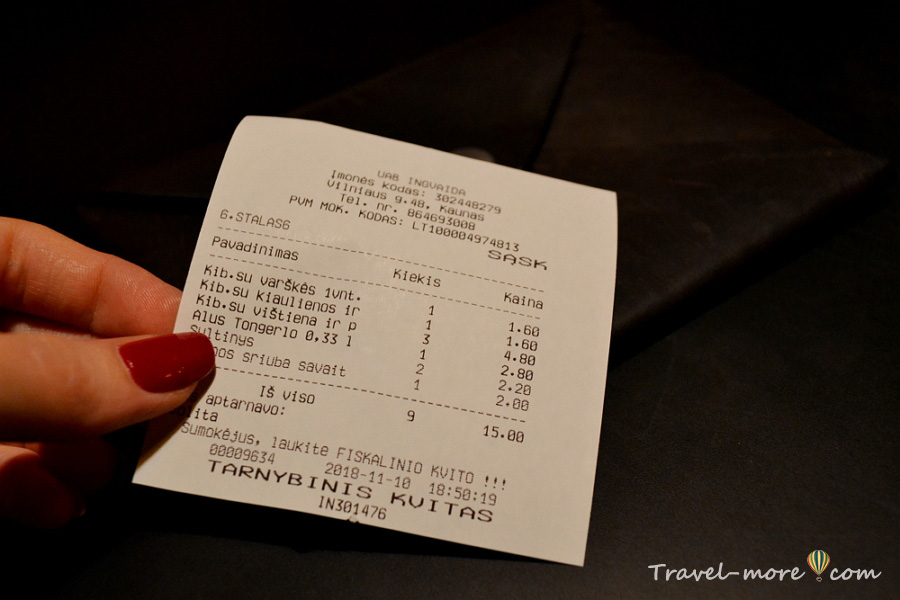 UAB INGVAIDA
Įmonės kodas: 302448279
Vilniaus g.48, Kaunas
Tel. nr. 864693008
PVM MOK. KODAS: LT100004974813
6.STALAS6
SĄSK
Pavadinimas Kiekis Kaina
Kib.su varškės 1vnt. 1 1.60
Kib.su kiaulienos ir 1 1.60
Kib.su vištiena ir p 3 4.80
Alus Tongerlo 0,33 l 1 2.80
Sultinys 2 2.20
sriuba savait 1 2.00
Iš viso 9 15.00
aptarnavo:
Sumokėjus, laukite FISKALINIO KVITO !!!
00009634 2018-11-10 18:50:19
TARNYBINIS KVITAS
IN301476
Travel-more.com